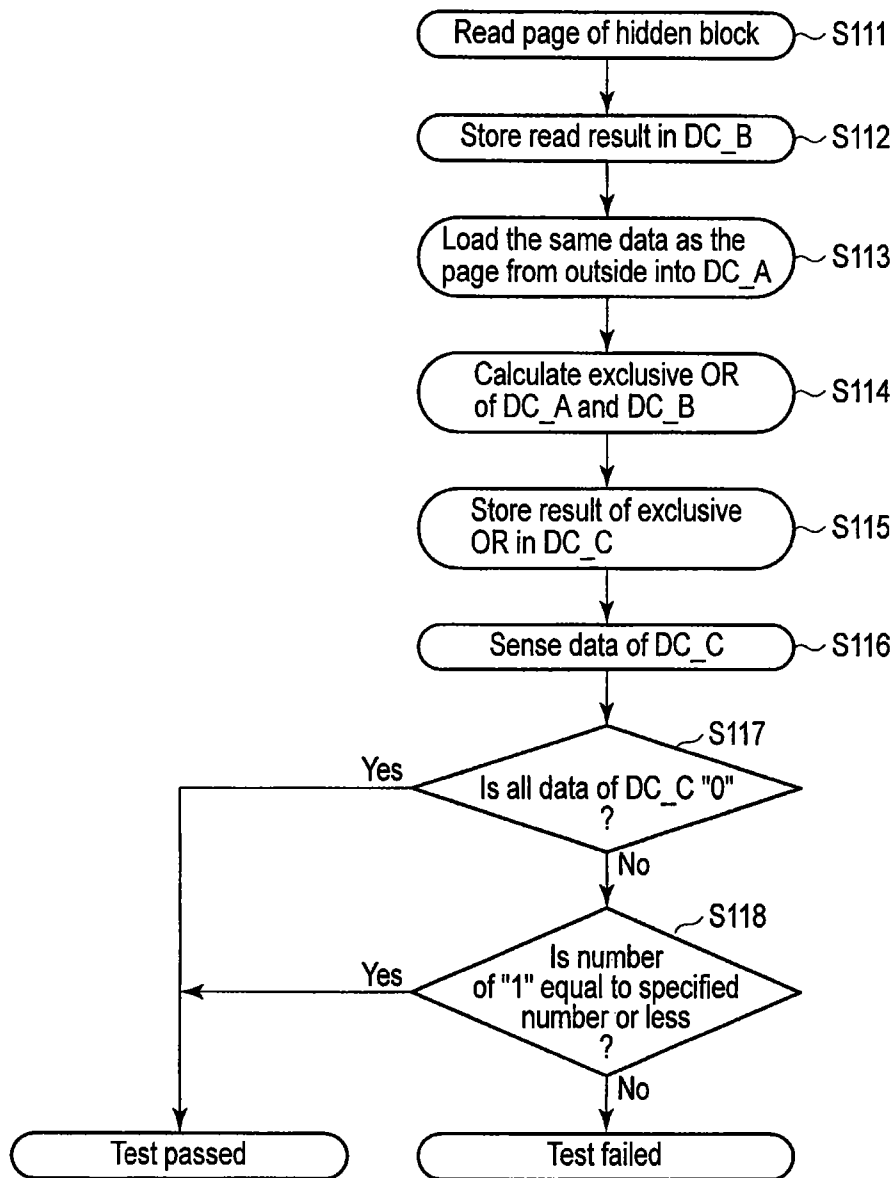 Read page of hidden block
S111
Store read result in DC_B
S112
Load the same data as the
page from outside into DC_A
S113
Calculate exclusive OR
of DC_A and DC_B
S114
Store result of exclusive
OR in DC_C
S115
Sense data of DC_C
S116
S117
Yes
Is all data of DC_C "0"
?
No
S118
Yes
Is number
of "1" equal to specified
number or less
?
No
Test passed
Test failed